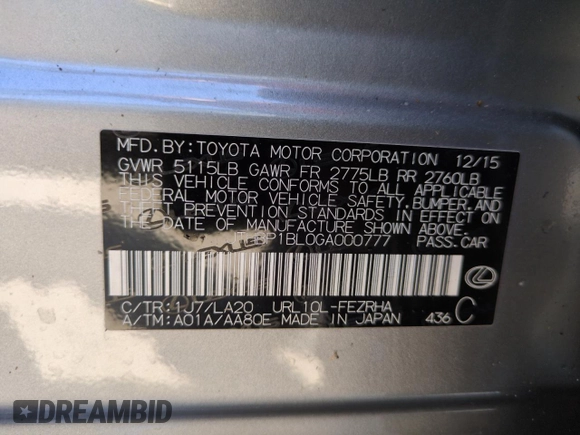 MFD. BY: TOYOTA MOTOR CORPORATION 12/15
GVWR 5115LB GAWR FR 2775LB RR 2760LB
THIS VEHICLE CONFORMS TO ALL APPLICABLE
FEDERAL MOTOR VEHICLE SAFETY, BUMPER, AND
THEFT PREVENTION STANDARDS IN EFFECT ON
THE DATE OF MANUFACTURE SHOWN ABOVE.
BP1BL0GA000777 PASS.CAR
C/TR:1J7/LA20 URL10L-FEZRHA
A/TM:A01A/AA80E MADE IN JAPAN 436 C
DREAMBID